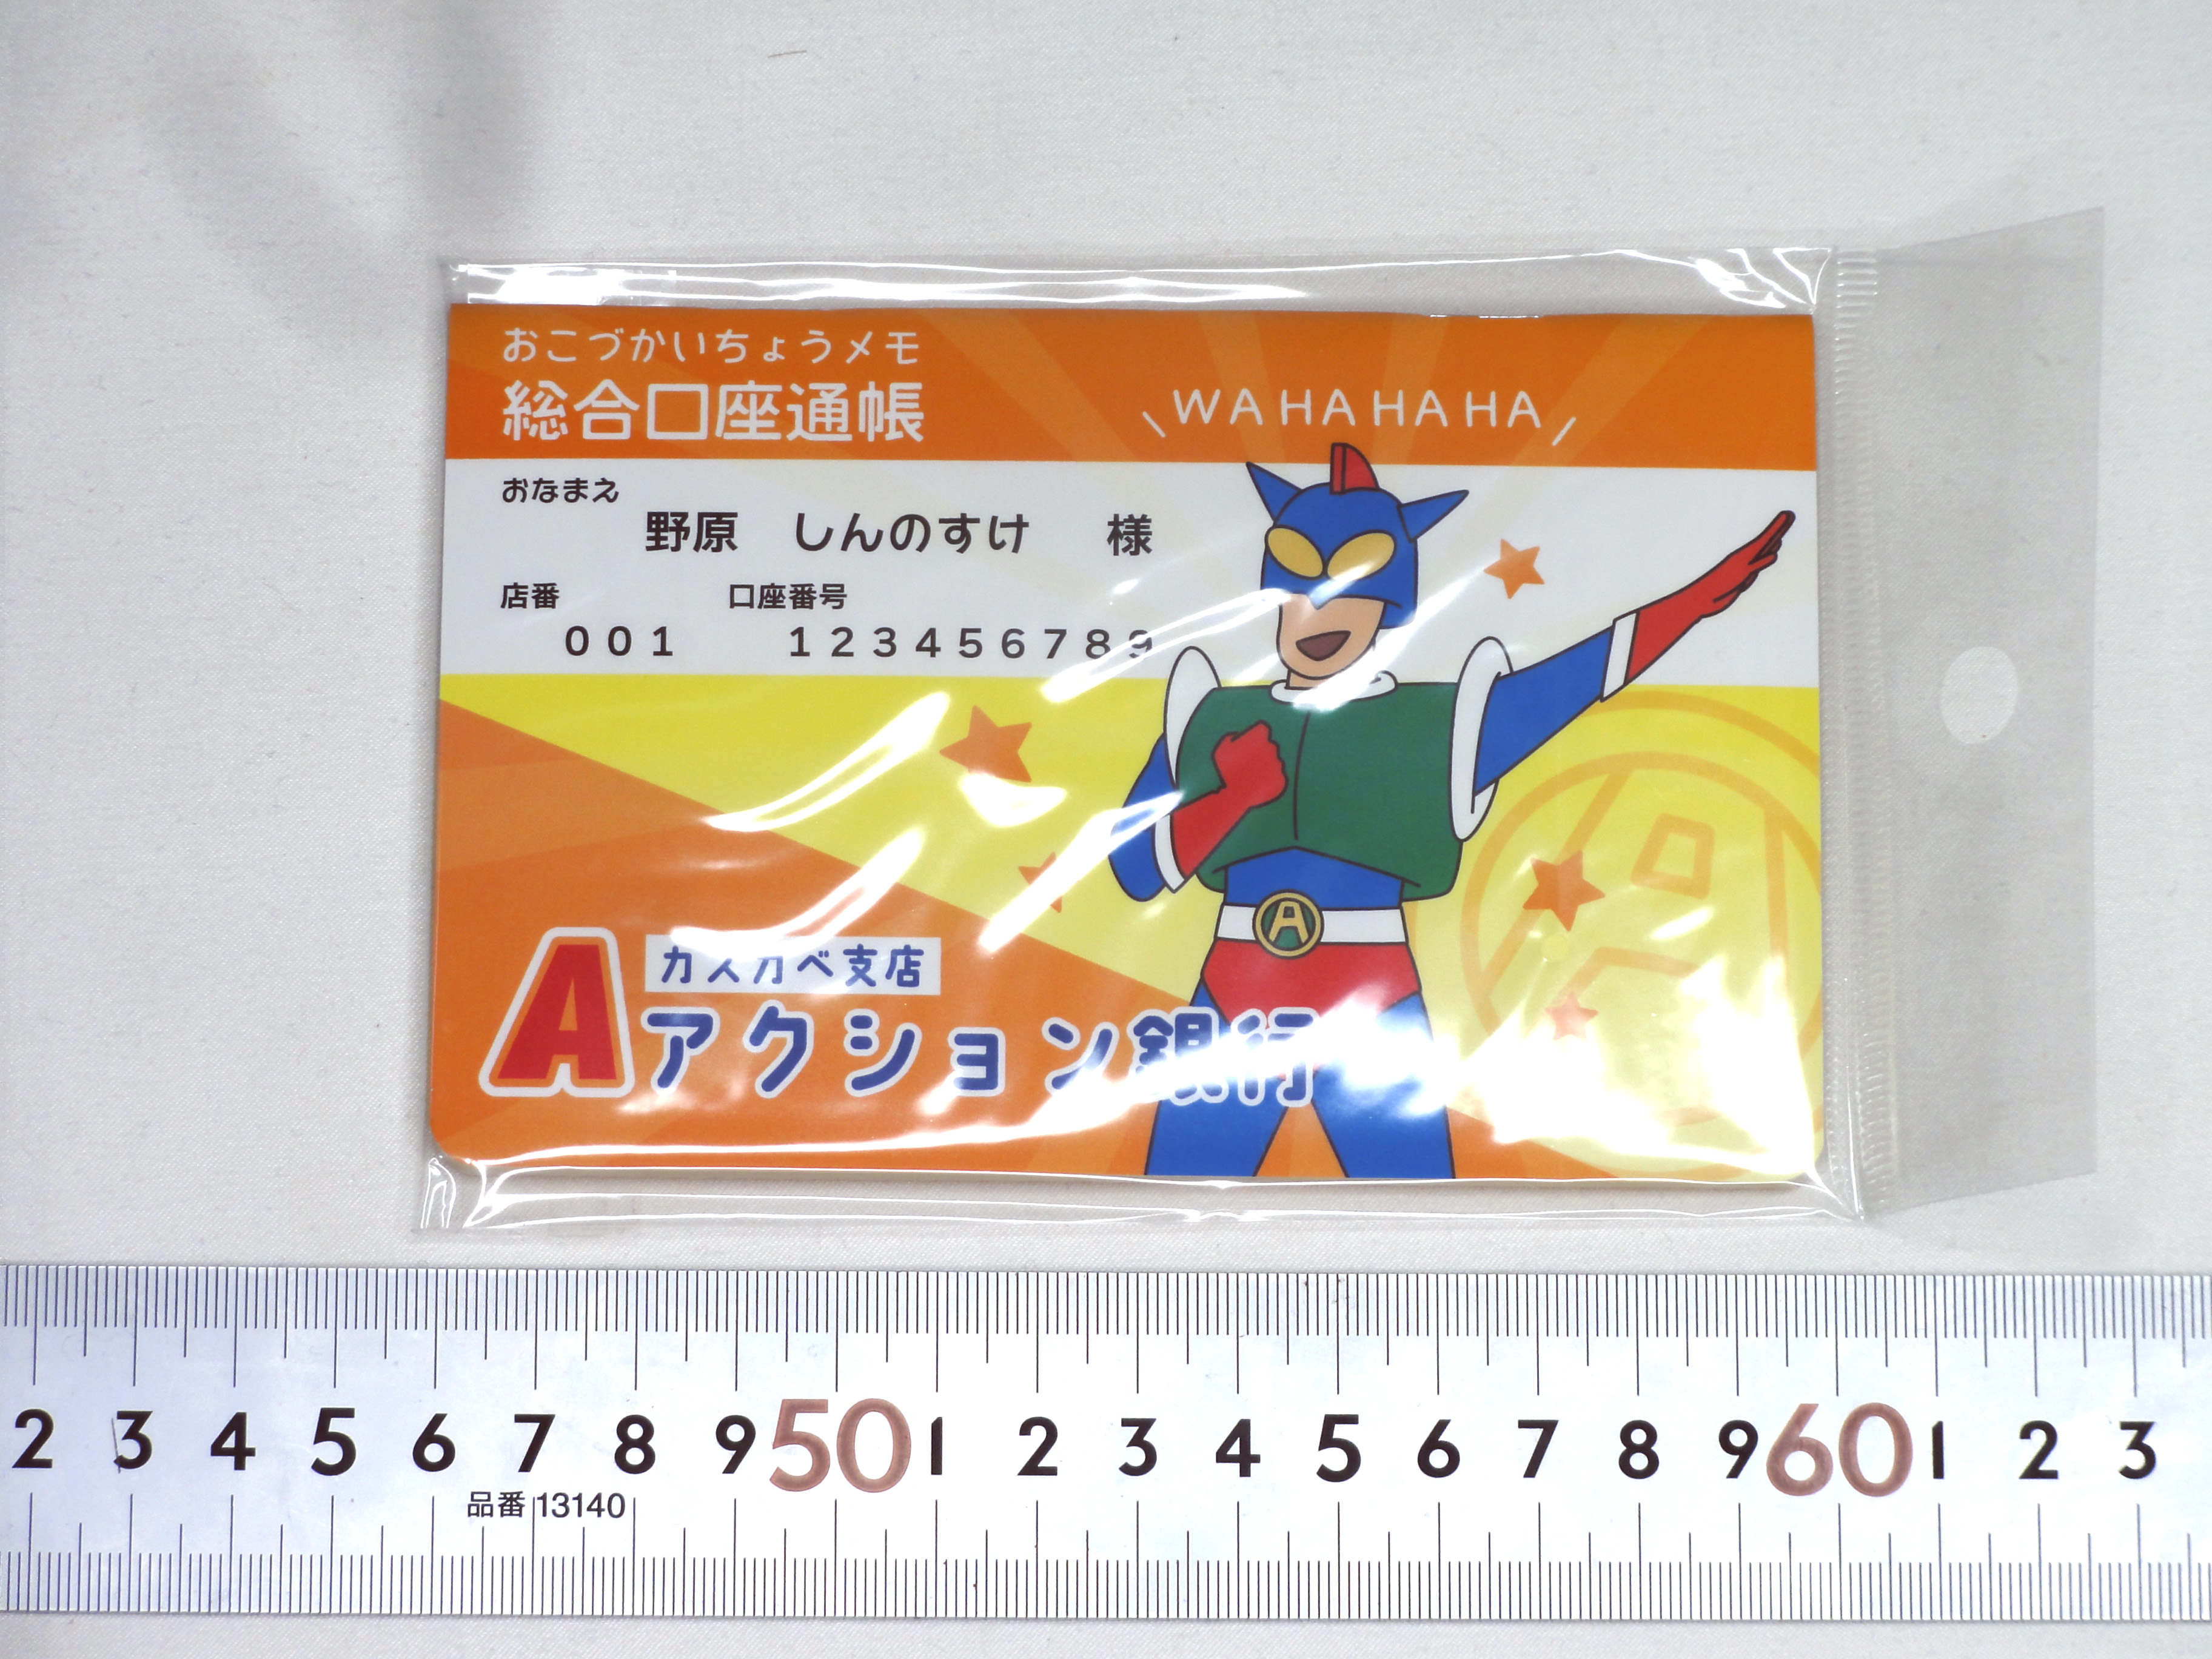 おこづかいちょうメモ
総合口座通帳
WAHAHAHA
おなまえ
野原　しんのすけ　様
店番　口座番号
001　123456789
A
カスカベ支店
アクション銀行
A
2 3 4 5 6 7 8 9 50 1 2 3 4 5 6 7 8 9 60 1 2 3
品番 13140